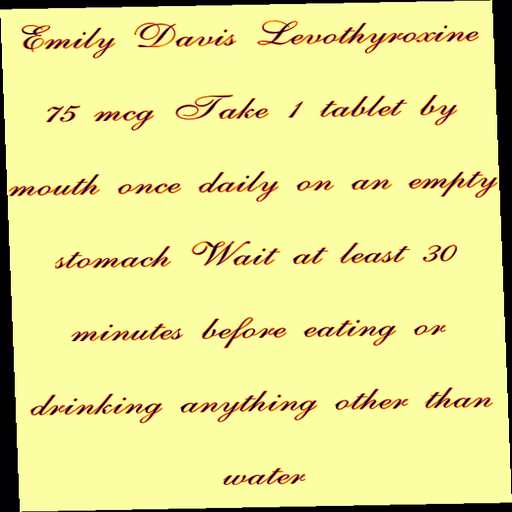 Emily Davis Levothyroxine
75 mcg Take 1 tablet by
mouth once daily on an empty
stomach Wait at least 30
minutes before eating or
drinking anything other than
water